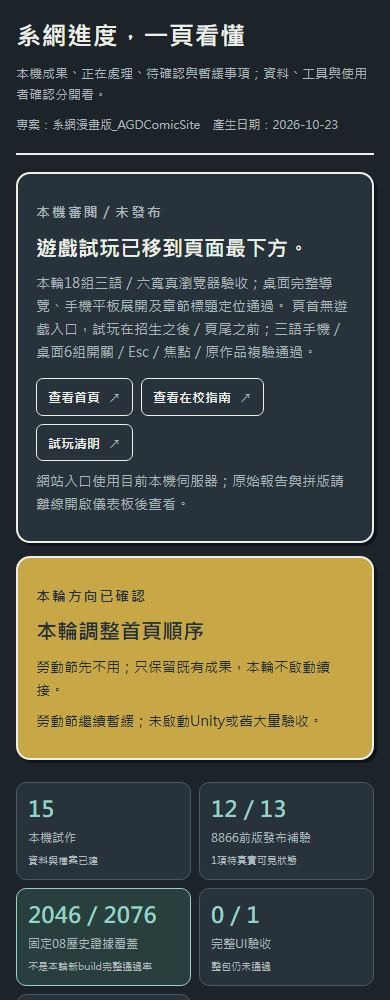 系網進度，一頁看懂
本機成果、正在處理、待確認與暫緩事項；資料、工具與使用
者確認分開看。
專案：系網漫畫版_AGDComicSite 產生日期：2026-10-23
本機審閱 / 未發布
遊戲試玩已移到頁面最下方。
本輪18組三語 / 六寬真瀏覽器驗收；桌面完整導
覽、手機平板展開及章節標題定位通過。 頁首無遊
戲入口，試玩在招生之後 / 頁尾之前；三語手機 /
桌面6組開關 / Esc / 焦點 / 原作品複驗通過。
查看首頁 ↗ 查看在校指南 ↗
試玩清明 ↗
網站入口使用目前本機伺服器；原始報告與拼版請
離線開啟儀表板後查看。
本輪方向已確認
本輪調整首頁順序
勞動節先不用；只保留既有成果，本輪不啟動續
接。
勞動節繼續暫緩；未啟動Unity或舊大量驗收。
15
本機試作
資料與檔案已建
12 / 13
8866前版發布補驗
1項待真實可見狀態
2046 / 2076
固定08歷史證據覆蓋
不是本輪新build完整通過率
0 / 1
完整UI驗收
整包仍未通過